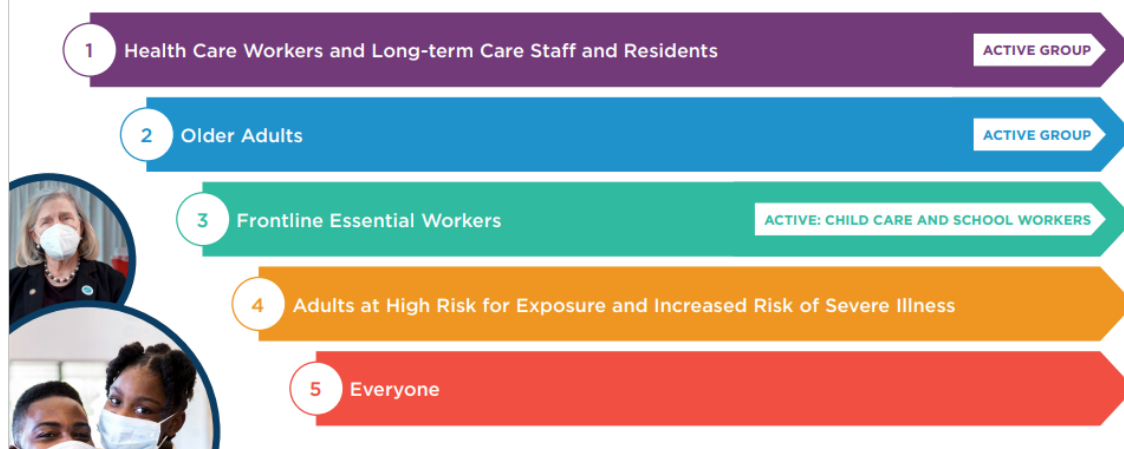 1 Health Care Workers and Long-term Care Staff and Residents ACTIVE GROUP
2 Older Adults ACTIVE GROUP
3 Frontline Essential Workers ACTIVE: CHILD CARE AND SCHOOL WORKERS
4 Adults at High Risk for Exposure and Increased Risk of Severe Illness
5 Everyone